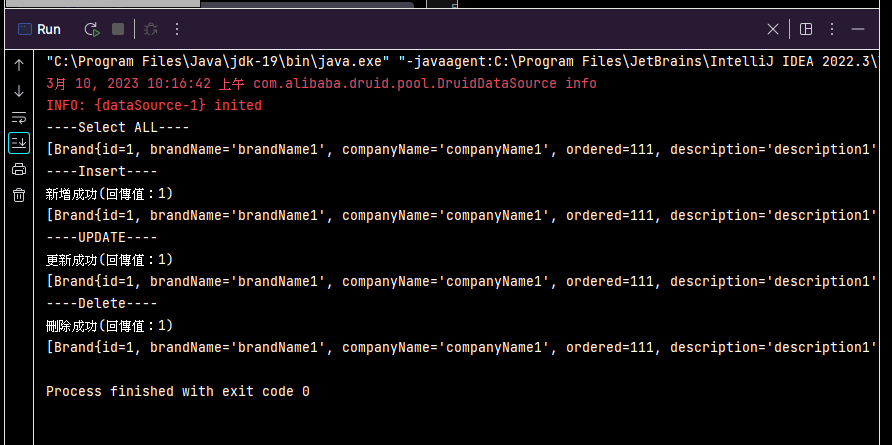 Run
"C:\Program Files\Java\jdk-19\bin\java.exe" "-javaagent:C:\Program Files\JetBrains\IntelliJ IDEA 2022.3\
3月 10, 2023 10:16:42 上午 com.alibaba.druid.pool.DruidDataSource info
INFO: {dataSource-1} inited
----Select ALL----
[Brand{id=1, brandName='brandName1', companyName='companyName1', ordered=111, description='description1'
----Insert----
新增成功(回傳值：1)
[Brand{id=1, brandName='brandName1', companyName='companyName1', ordered=111, description='description1'
----UPDATE----
更新成功(回傳值：1)
[Brand{id=1, brandName='brandName1', companyName='companyName1', ordered=111, description='description1'
----Delete----
刪除成功(回傳值：1)
[Brand{id=1, brandName='brandName1', companyName='companyName1', ordered=111, description='description1'
Process finished with exit code 0